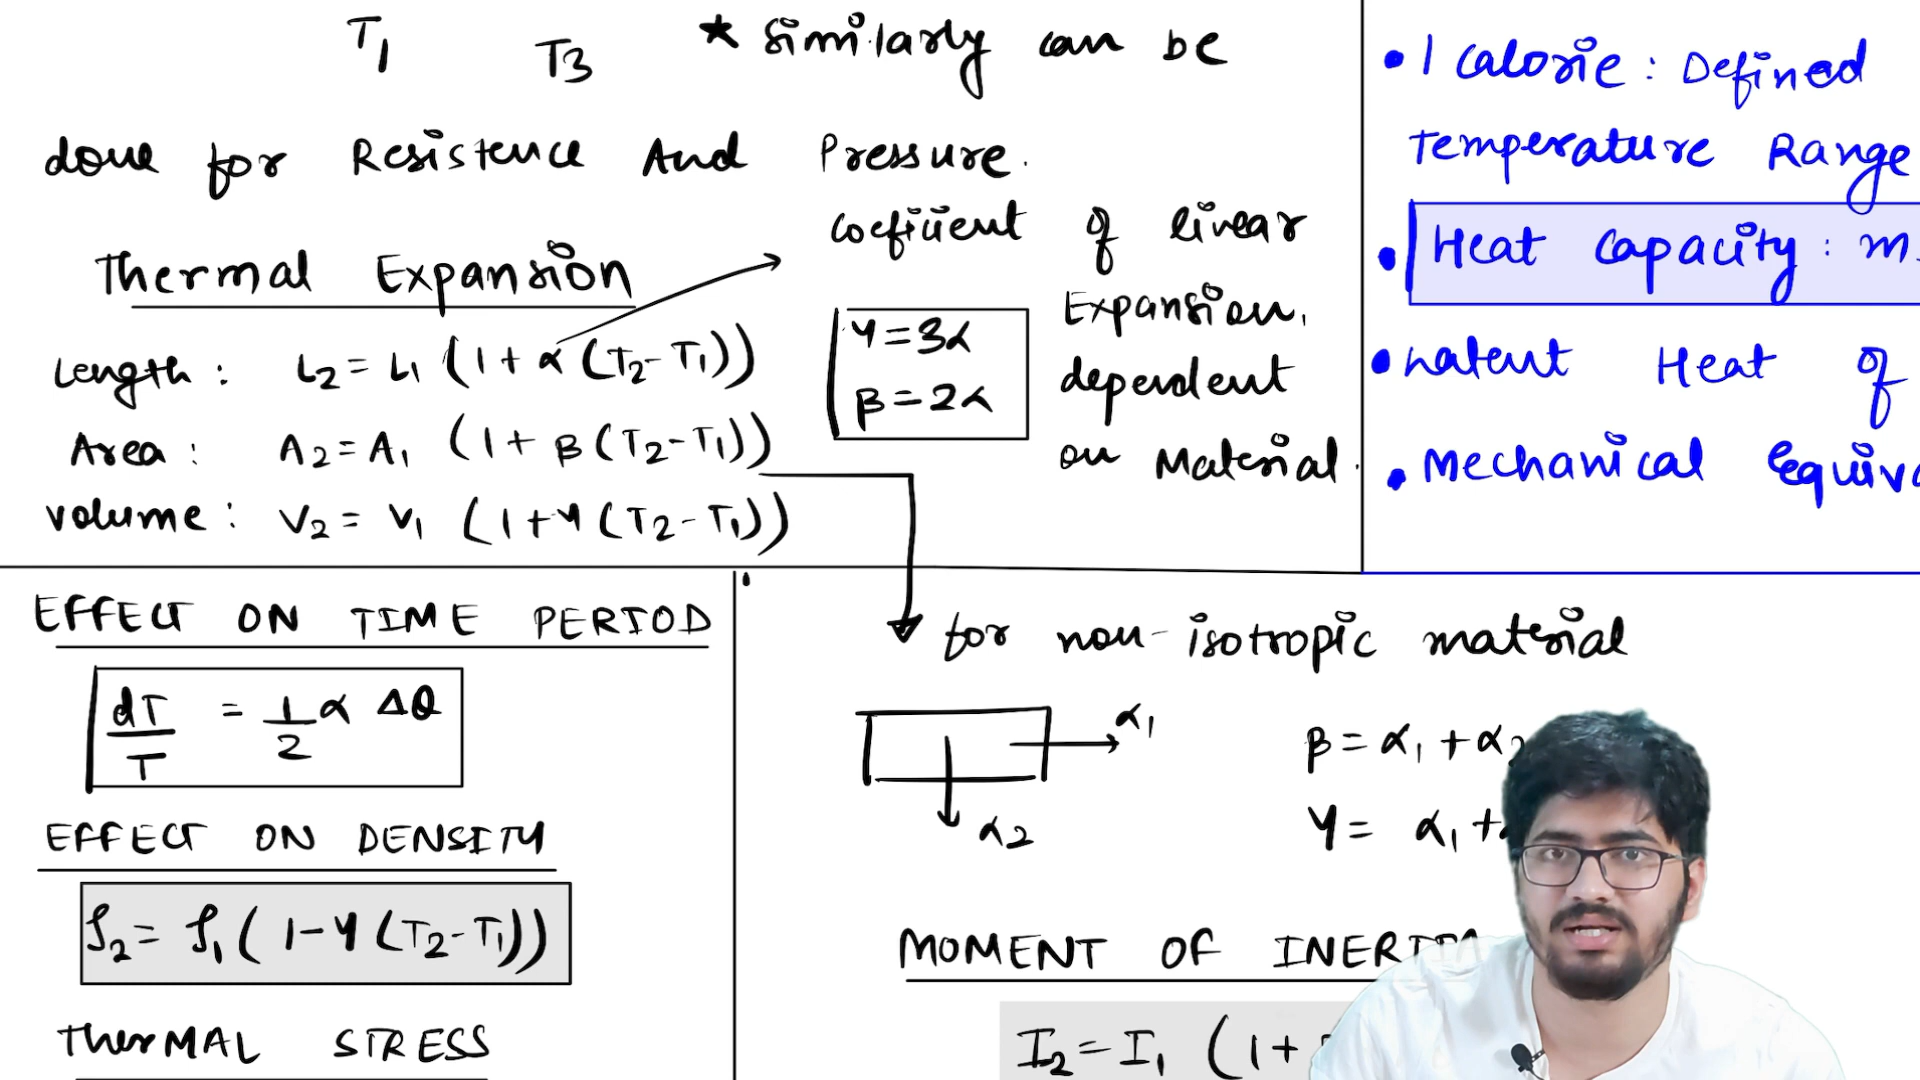 T1 T3 * Similarly can be
done for Resistence And Pressure.
Thermal Expansion
coefficient of linear
Expansion,
dependent
on Material.
γ=3α
β=2α
Length: L2 = L1 (1+ α (T2-T1))
Area: A2 = A1 (1+ β (T2-T1))
volume: V2 = V1 (1+γ (T2-T1))
• 1 Calorie: Defined
Temperature Range
• Heat Capacity: m
• Latent Heat of
• Mechanical Equiv
EFFECT ON TIME PERIOD
dT/T = 1/2 α Δθ
EFFECT ON DENSITY
ρ2 = ρ1 (1-γ (T2-T1))
Thermal STRESS
for non-isotropic material
α1
α2
β = α1 + α2
γ = α1 +
MOMENT OF INERTIA
I2 = I1 (1+